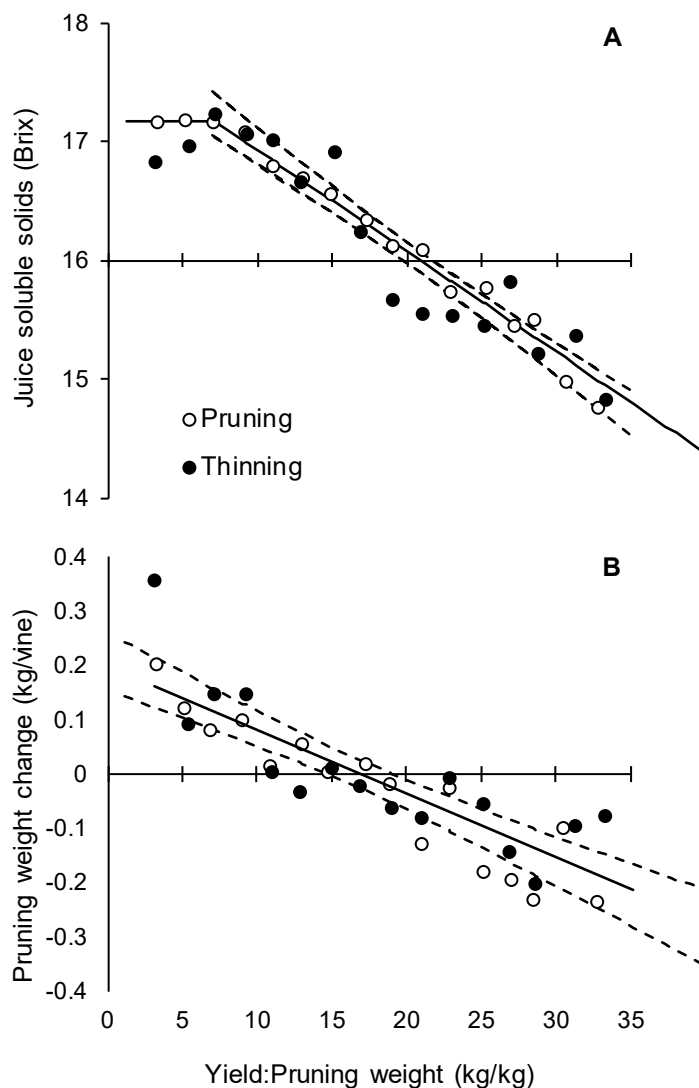 18
A
17
16
15
14
Juice soluble solids (Brix)
Pruning
Thinning
0.4
B
0.3
0.2
0.1
0
-0.1
-0.2
-0.3
-0.4
Pruning weight change (kg/vine)
0 5 10 15 20 25 30 35
Yield:Pruning weight (kg/kg)